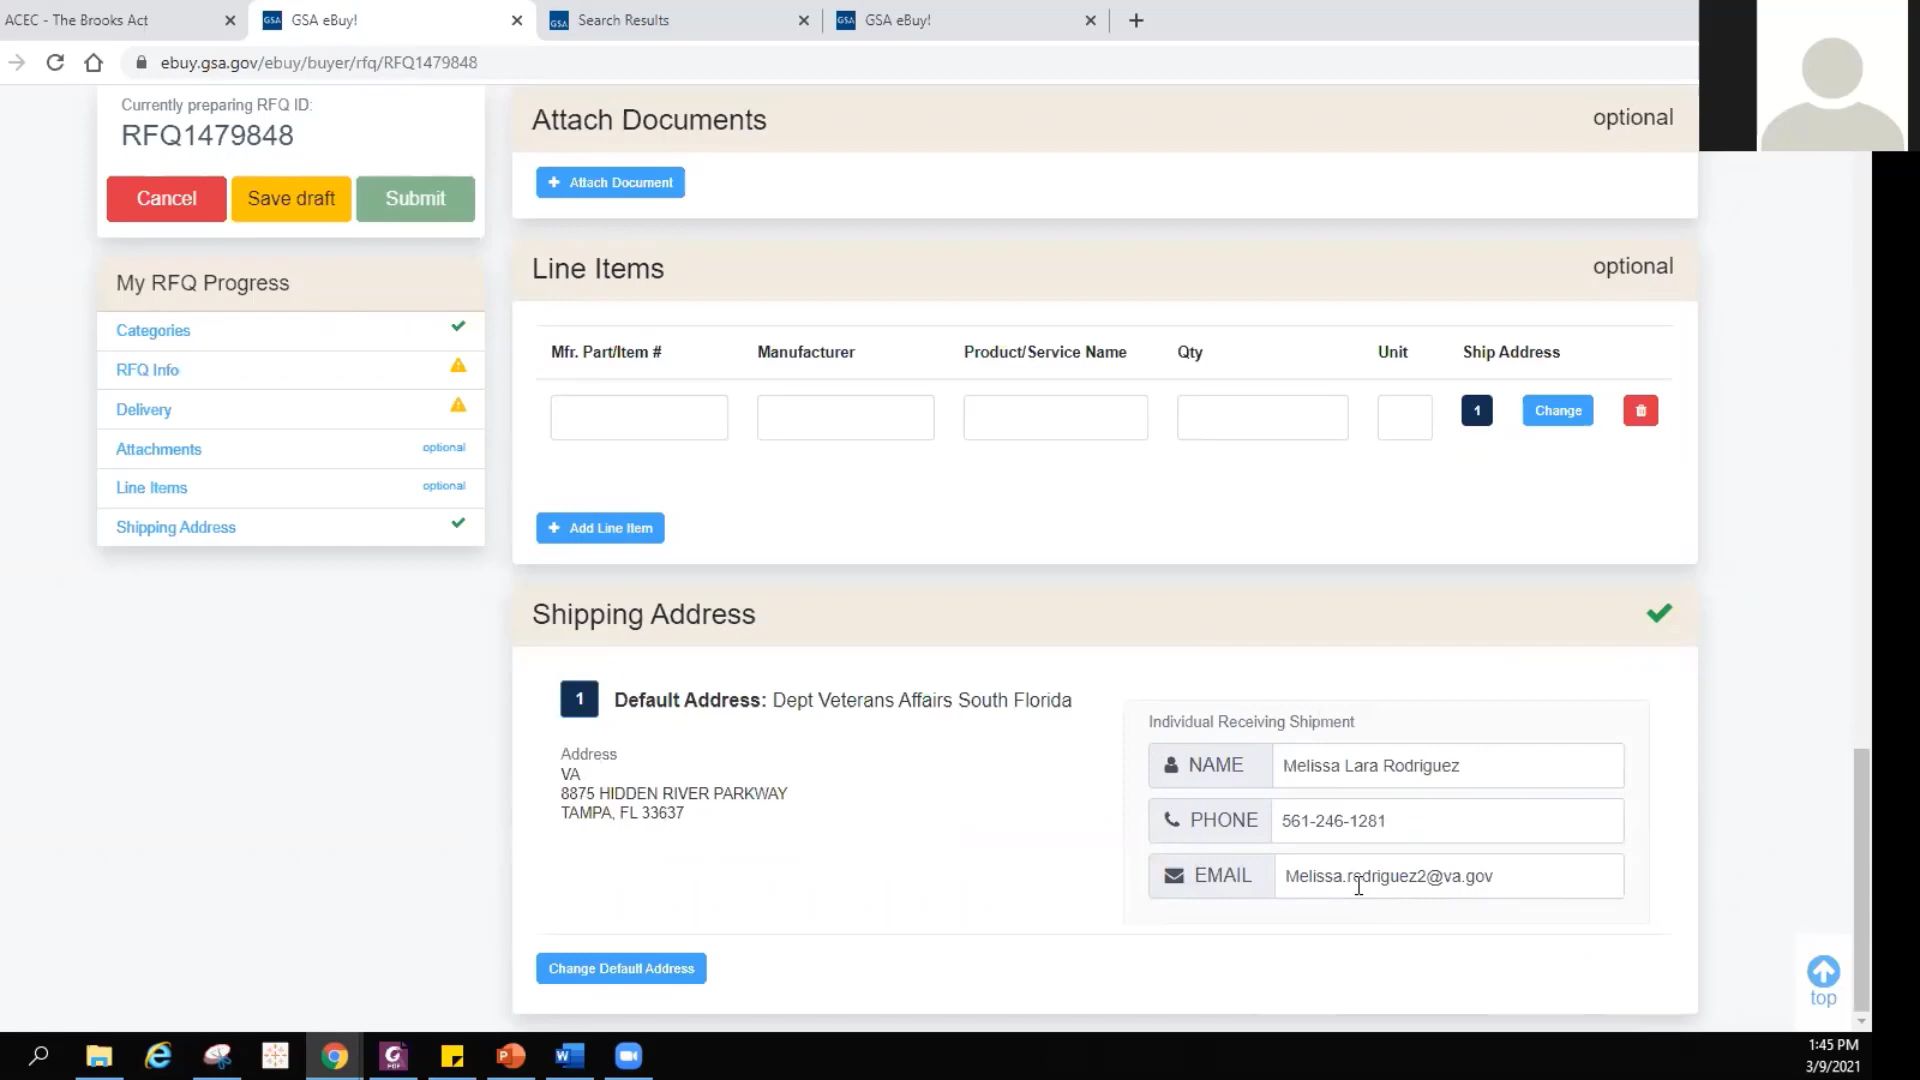 ACEC - The Brooks Act
GSA eBuy!
Search Results
GSA eBuy!
ebuy.gsa.gov/ebuy/buyer/rfq/RFQ1479848
Currently preparing RFQ ID:
RFQ1479848
Cancel
Save draft
Submit
My RFQ Progress
Categories
RFQ Info
Delivery
Attachments optional
Line Items optional
Shipping Address
Attach Documents optional
+ Attach Document
Line Items optional
Mfr. Part/Item # Manufacturer Product/Service Name Qty Unit Ship Address
1 Change
+ Add Line Item
Shipping Address
1 Default Address: Dept Veterans Affairs South Florida
Address
VA
8875 HIDDEN RIVER PARKWAY
TAMPA, FL 33637
Individual Receiving Shipment
NAME Melissa Lara Rodriguez
PHONE 561-246-1281
EMAIL Melissa.rodriguez2@va.gov
Change Default Address
top
1:45 PM
3/9/2021